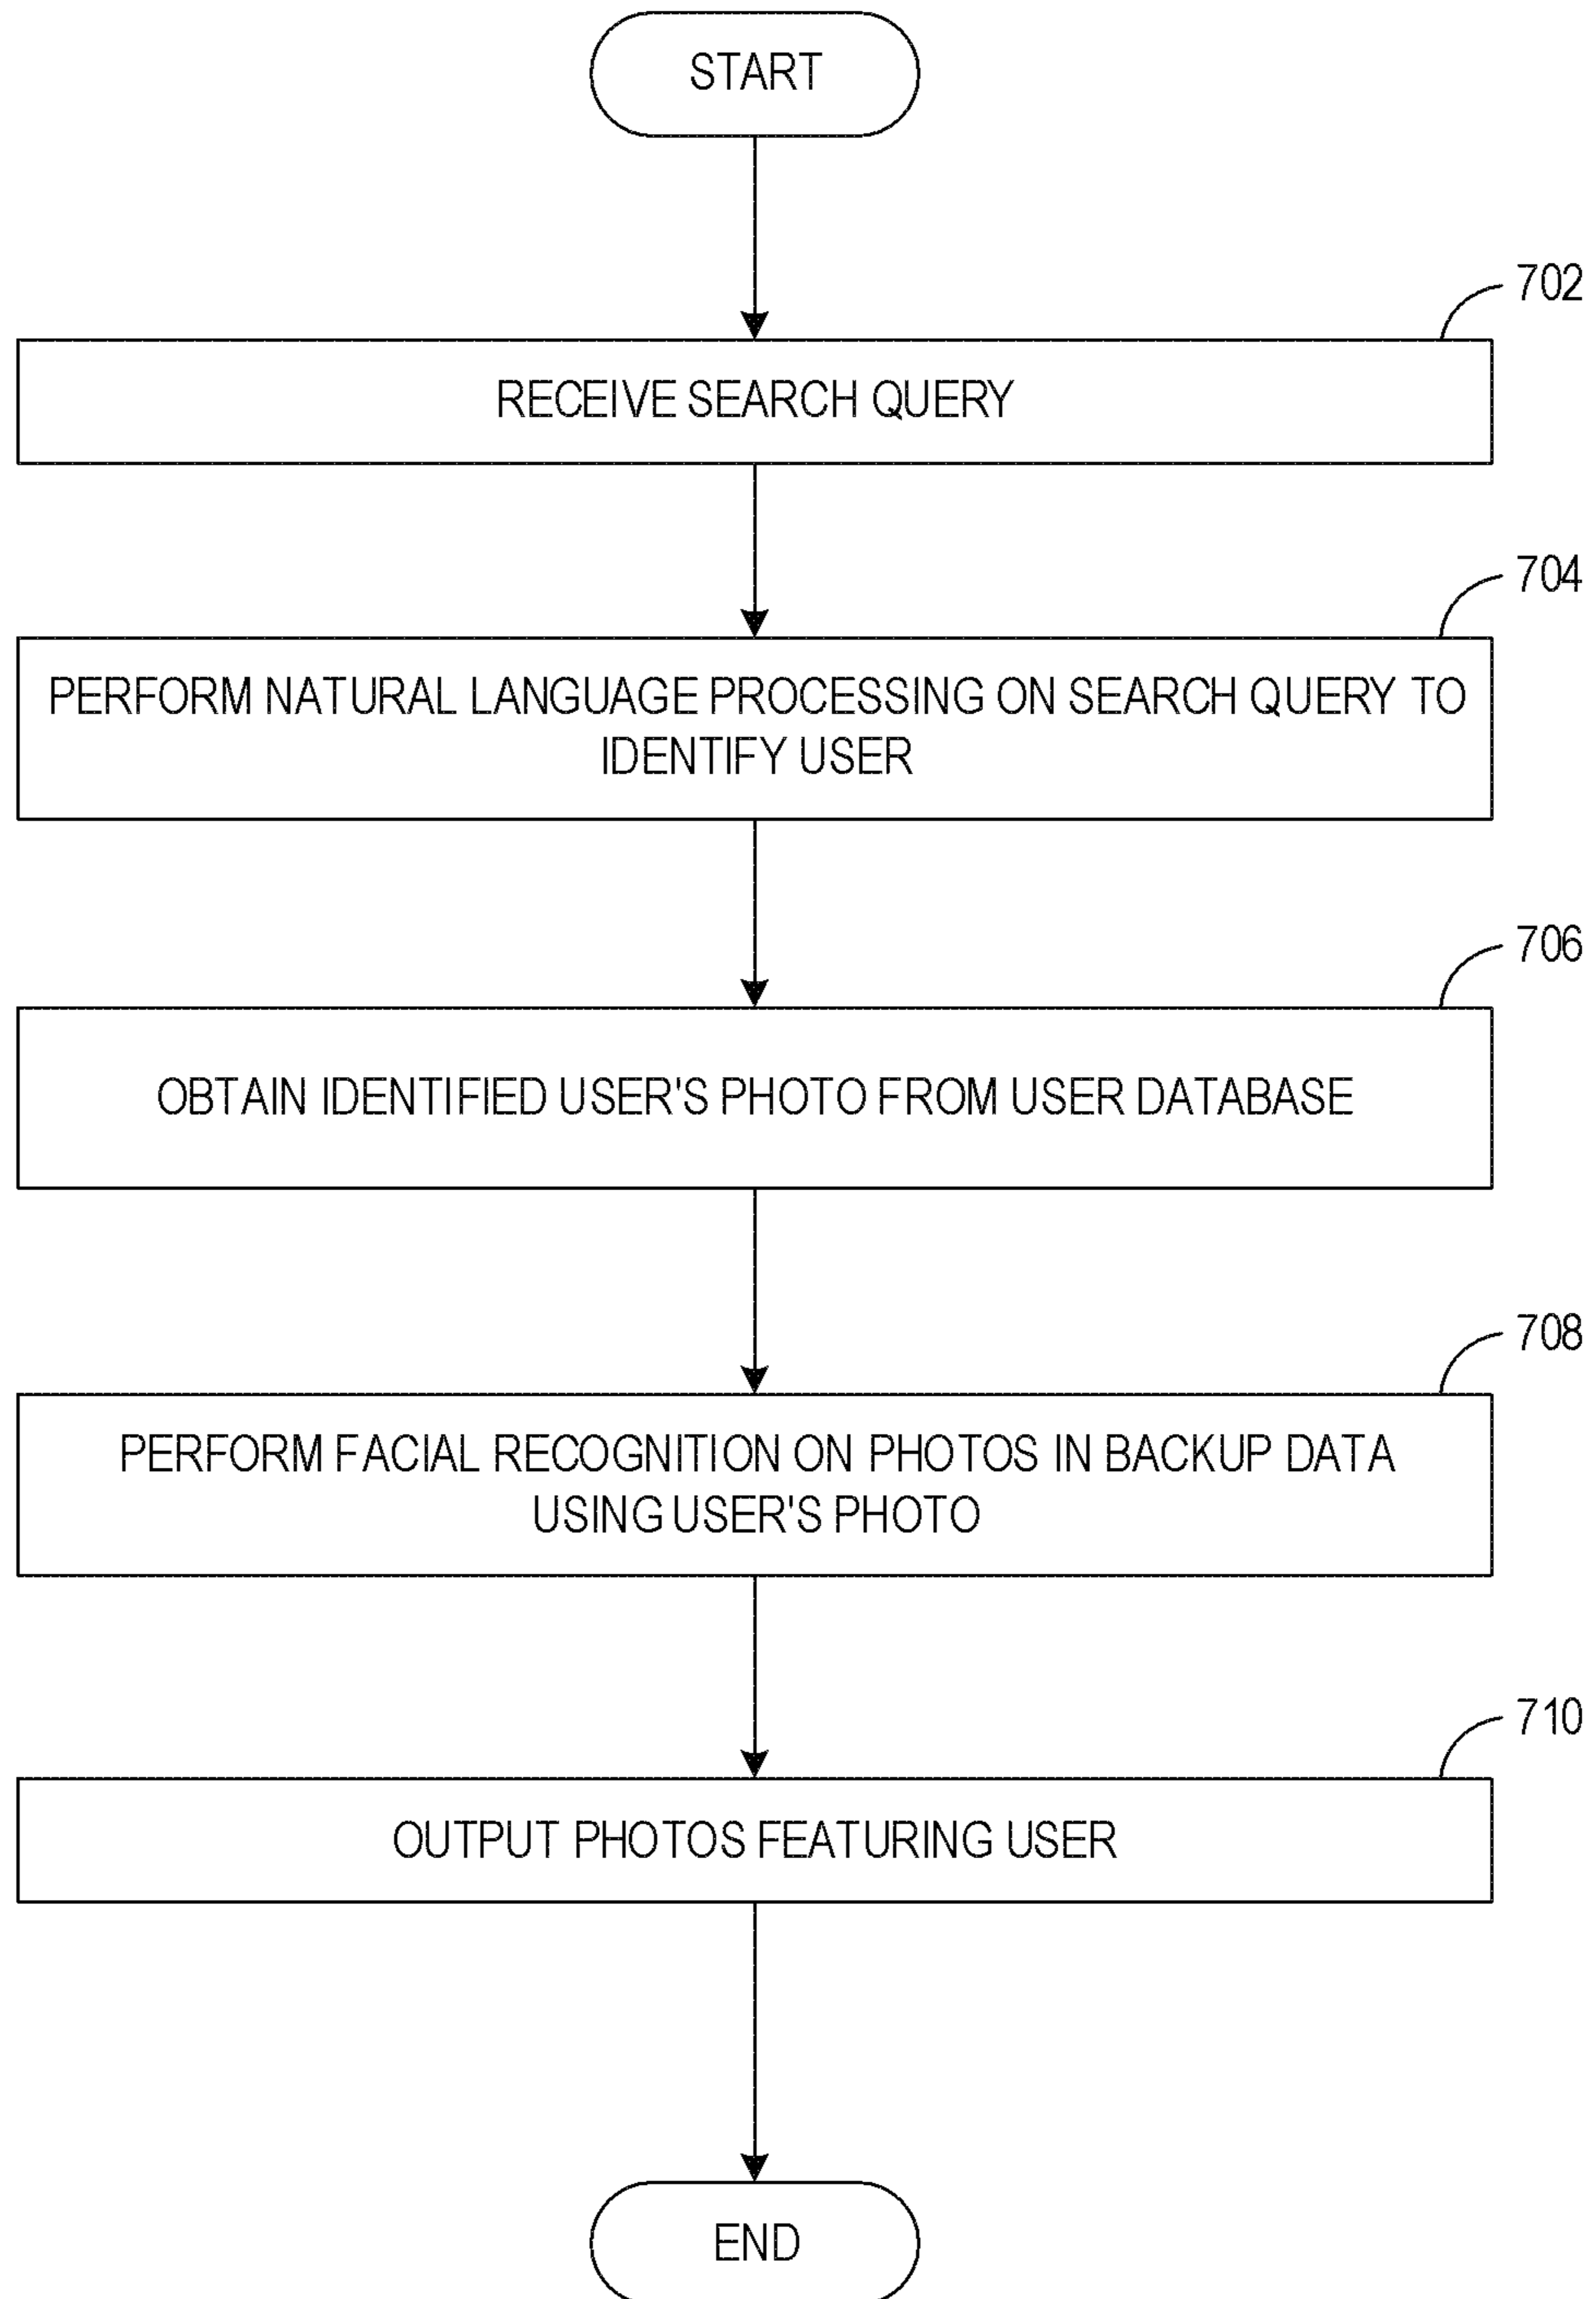 START
702
RECEIVE SEARCH QUERY
704
PERFORM NATURAL LANGUAGE PROCESSING ON SEARCH QUERY TO
IDENTIFY USER
706
OBTAIN IDENTIFIED USER'S PHOTO FROM USER DATABASE
708
PERFORM FACIAL RECOGNITION ON PHOTOS IN BACKUP DATA
USING USER'S PHOTO
710
OUTPUT PHOTOS FEATURING USER
END